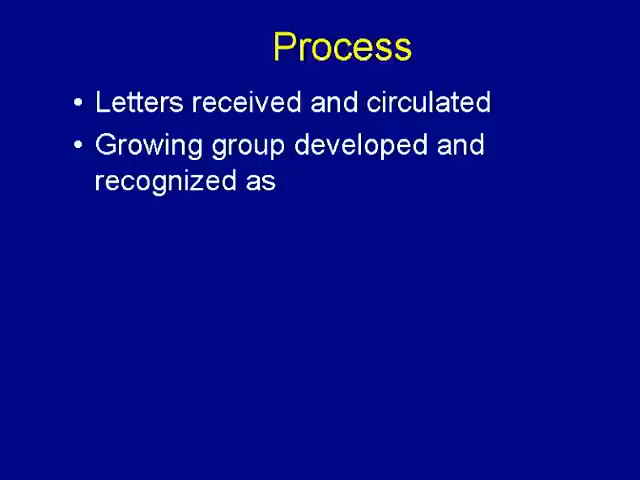 Process
• Letters received and circulated
• Growing group developed and
recognized as